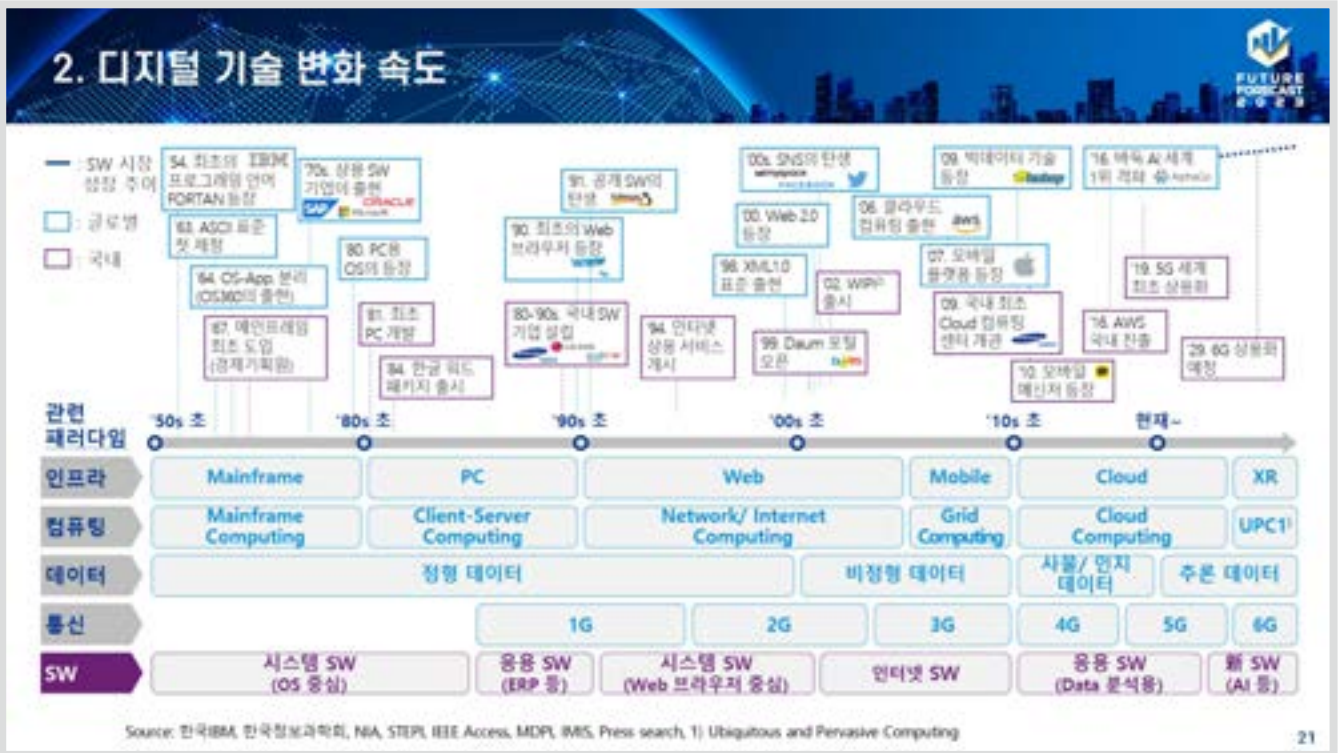 2. 디지털 기술 변화 속도
FUTURE
FORECAST
2023
: SW 시장
성장 추이
: 글로벌
: 국내
54. 최초의 IBM
프로그래밍 언어
FORTAN 등장
'70s. 상용 SW
기업이 출현
SAP Microsoft ORACLE
63. ASCI 표준
첫 제정
'64. OS-App. 분리
(OS360의 출현)
'67. 메인프레임
최초 도입
(경제기획원)
80. PC용
OS의 등장
'81. 최초
PC 개발
'84. 한글 워드
패키지 출시
'91. 공개 SW의
탄생
'90. 최초의 Web
브라우저 등장
80-90s. 국내 SW
기업 설립
'94. 인터넷
상용 서비스
개시
'00s. SNS의 탄생
myspace
FACEBOOK
00. Web 2.0
등장
98. XML1.0
표준 출현
'02. WIPI
출시
99. Daum 포털
오픈
09. 빅데이터 기술
등장
hadoop
06. 클라우드
컴퓨팅 출현
aws
07. 모바일
플랫폼 등장
09. 국내 최초
Cloud 컴퓨팅
센터 개관
'10. 모바일
메신저 등장
'16. 바둑 AI 세계
1위 격파 AlphaGo
'19. 5G 세계
최초 상용화
'16. AWS
국내 진출
'29. 6G 상용화
예정
관련
패러다임
'50s 초
'80s 초
'90s 초
'00s 초
'10s 초
현재~
인프라
Mainframe
PC
Web
Mobile
Cloud
XR
컴퓨팅
Mainframe
Computing
Client-Server
Computing
Network/ Internet
Computing
Grid
Computing
Cloud
Computing
UPC1)
데이터
정형 데이터
비정형 데이터
사물/ 인지
데이터
추론 데이터
통신
1G
2G
3G
4G
5G
6G
SW
시스템 SW
(OS 중심)
응용 SW
(ERP 등)
시스템 SW
(Web 브라우저 중심)
인터넷 SW
응용 SW
(Data 분석용)
新 SW
(AI 등)
Source: 한국IBM, 한국정보과학회, NIA, STEPI, IEEE Access, MDPI, IMIS, Press search, 1) Ubiquitous and Pervasive Computing
21